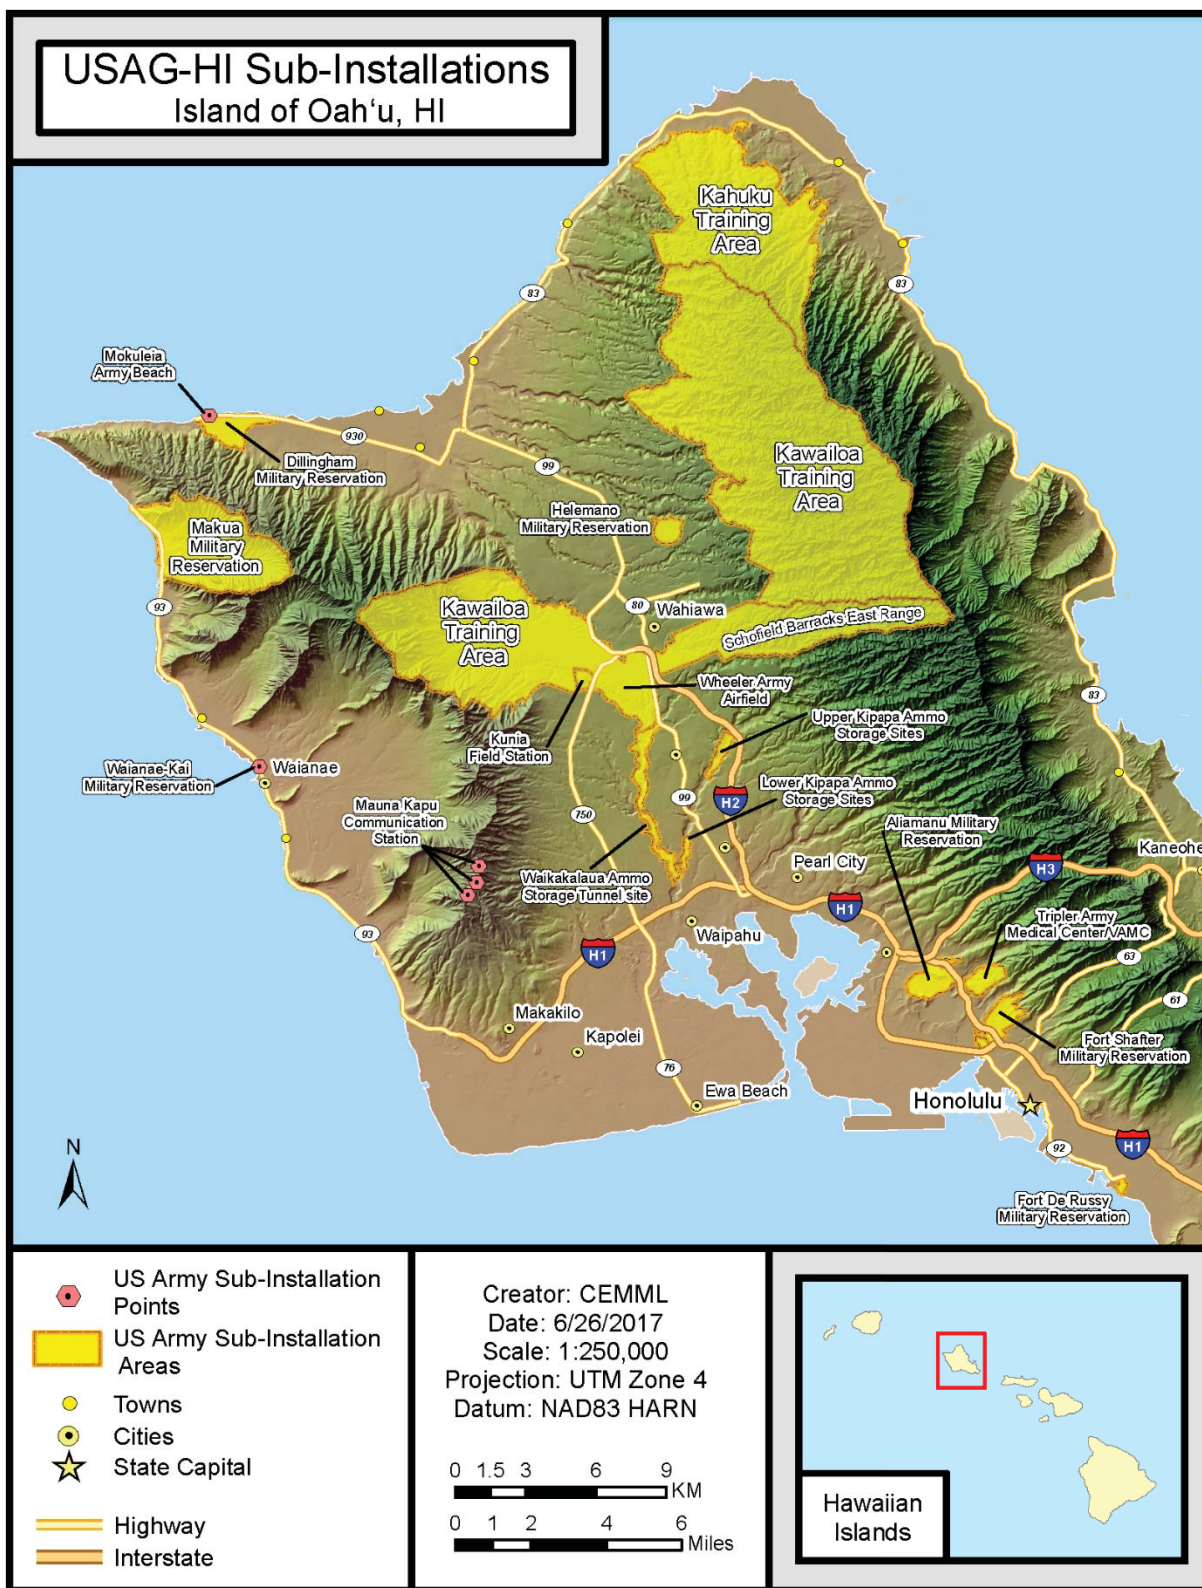 USAG-HI Sub-Installations
Island of Oah‘u, HI
Kahuku
Training
Area
83
83
Mokuleia
Army Beach
930
Dillingham
Military Reservation
99
Kawailoa
Training
Area
Helemano
Military Reservation
Makua
Military
Reservation
93
80
Wahiawa
Kawailoa
Training
Area
Schofield Barracks East Range
Wheeler Army
Airfield
83
Upper Kipapa Ammo
Storage Sites
Kunia
Field Station
Waianae-Kai
Military Reservation
Waianae
Lower Kipapa Ammo
Storage Sites
99
H2
Mauna Kapu
Communication
Station
750
Aliamanu Military
Reservation
Kaneohe
Pearl City
H3
Waikakalaua Ammo
Storage Tunnel site
H1
Tripler Army
Medical Center/VAMC
93
Waipahu
H1
63
61
Makakilo
Kapolei
Fort Shafter
Military Reservation
76
Ewa Beach
Honolulu
H1
92
N
Fort De Russy
Military Reservation
US Army Sub-Installation
Points
US Army Sub-Installation
Areas
Towns
Cities
State Capital
Highway
Interstate
Creator: CEMML
Date: 6/26/2017
Scale: 1:250,000
Projection: UTM Zone 4
Datum: NAD83 HARN
0 1.5 3 6 9
KM
0 1 2 4 6
Miles
Hawaiian
Islands